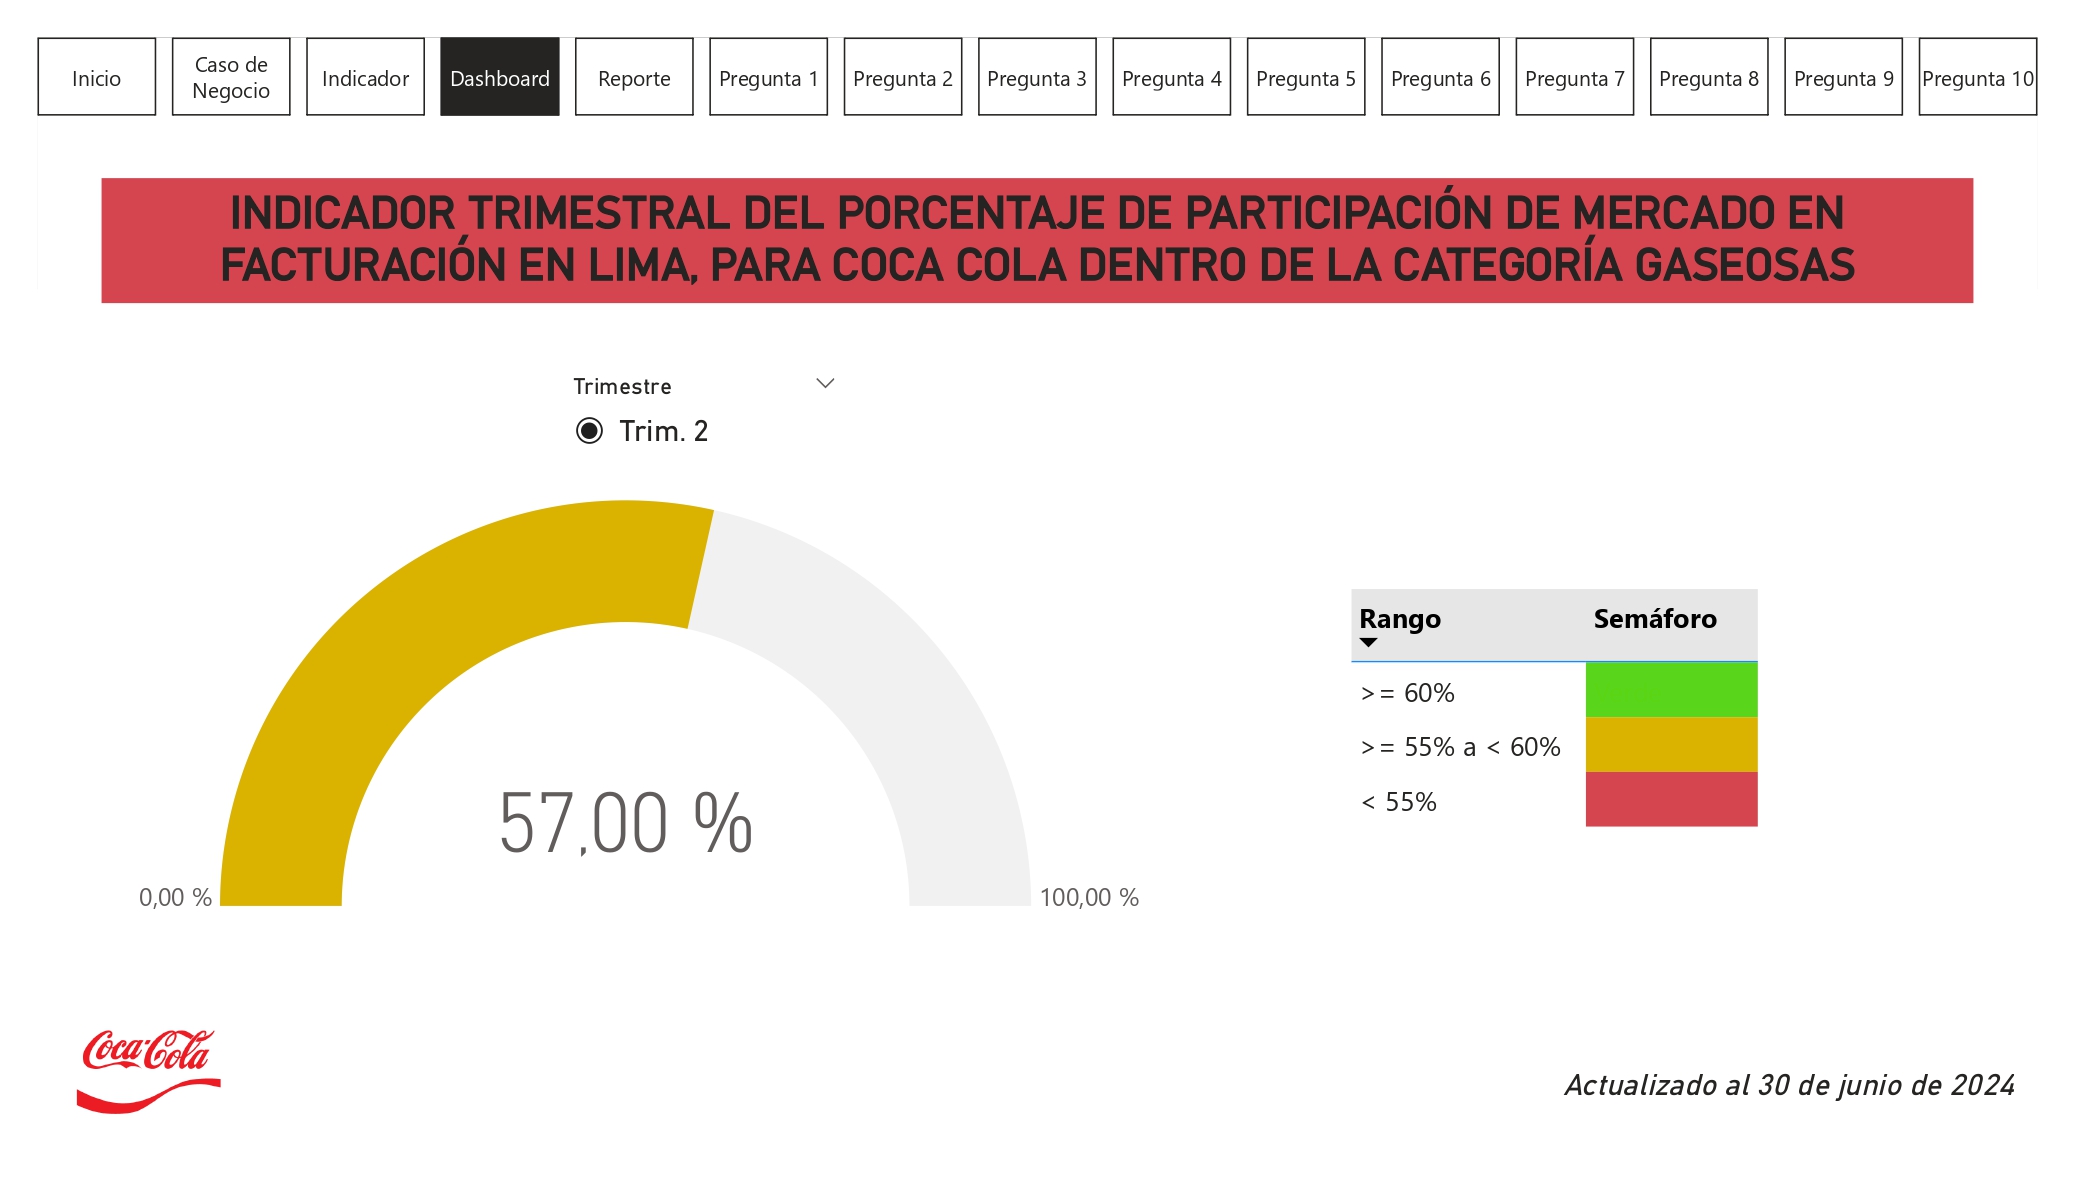 Inicio
Caso de
Negocio
Indicador
Dashboard
Reporte
Pregunta 1
Pregunta 2
Pregunta 3
Pregunta 4
Pregunta 5
Pregunta 6
Pregunta 7
Pregunta 8
Pregunta 9
Pregunta 10
INDICADOR TRIMESTRAL DEL PORCENTAJE DE PARTICIPACIÓN DE MERCADO EN
FACTURACIÓN EN LIMA, PARA COCA COLA DENTRO DE LA CATEGORÍA GASEOSAS
Trimestre
Trim. 2
57,00 %
0,00 %
100,00 %
Rango Semáforo
>= 60%
>= 55% a < 60%
< 55%
Coca-Cola
Actualizado al 30 de junio de 2024